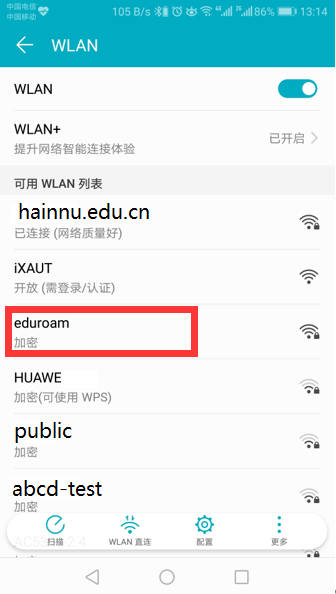 中国电信
中国移动
105 B/s 4G 2G 86% 13:14
WLAN
WLAN
WLAN+
提升网络智能连接体验
已开启
可用 WLAN 列表
hainnu.edu.cn
已连接 (网络质量好)
iXAUT
开放 (需登录/认证)
eduroam
加密
HUAWE
加密(可使用 WPS)
public
加密
abcd-test
扫描
WLAN 直连
配置
更多